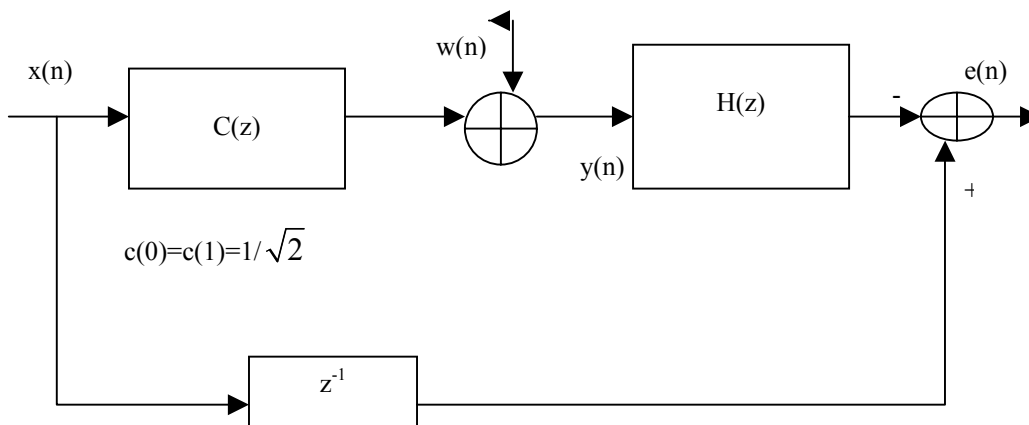 w(n)
x(n)
e(n)
H(z)
-
C(z)
y(n)
+
c(0)=c(1)=1/√2
z⁻¹